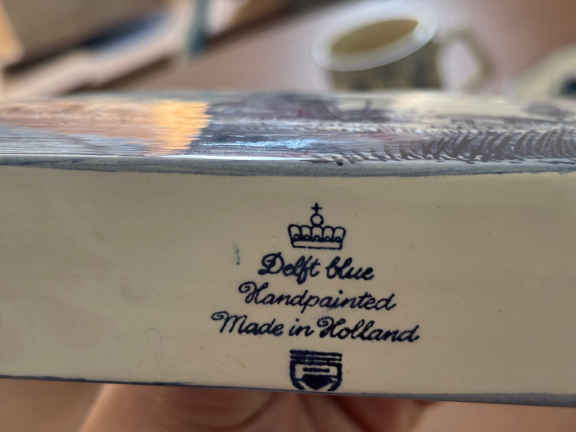 Delft blue
Handpainted
Made in Holland